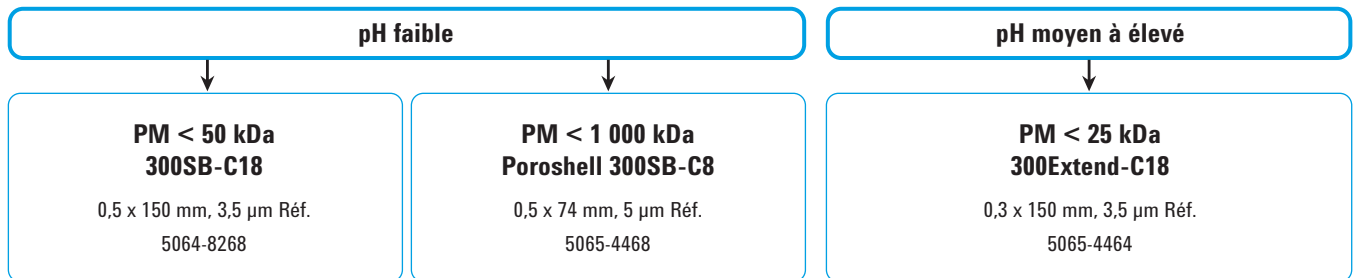 pH faible
pH moyen à élevé
PM < 50 kDa
300SB-C18
0,5 x 150 mm, 3,5 µm Réf.
5064-8268
PM < 1 000 kDa
Poroshell 300SB-C8
0,5 x 74 mm, 5 µm Réf.
5065-4468
PM < 25 kDa
300Extend-C18
0,3 x 150 mm, 3,5 µm Réf.
5065-4464